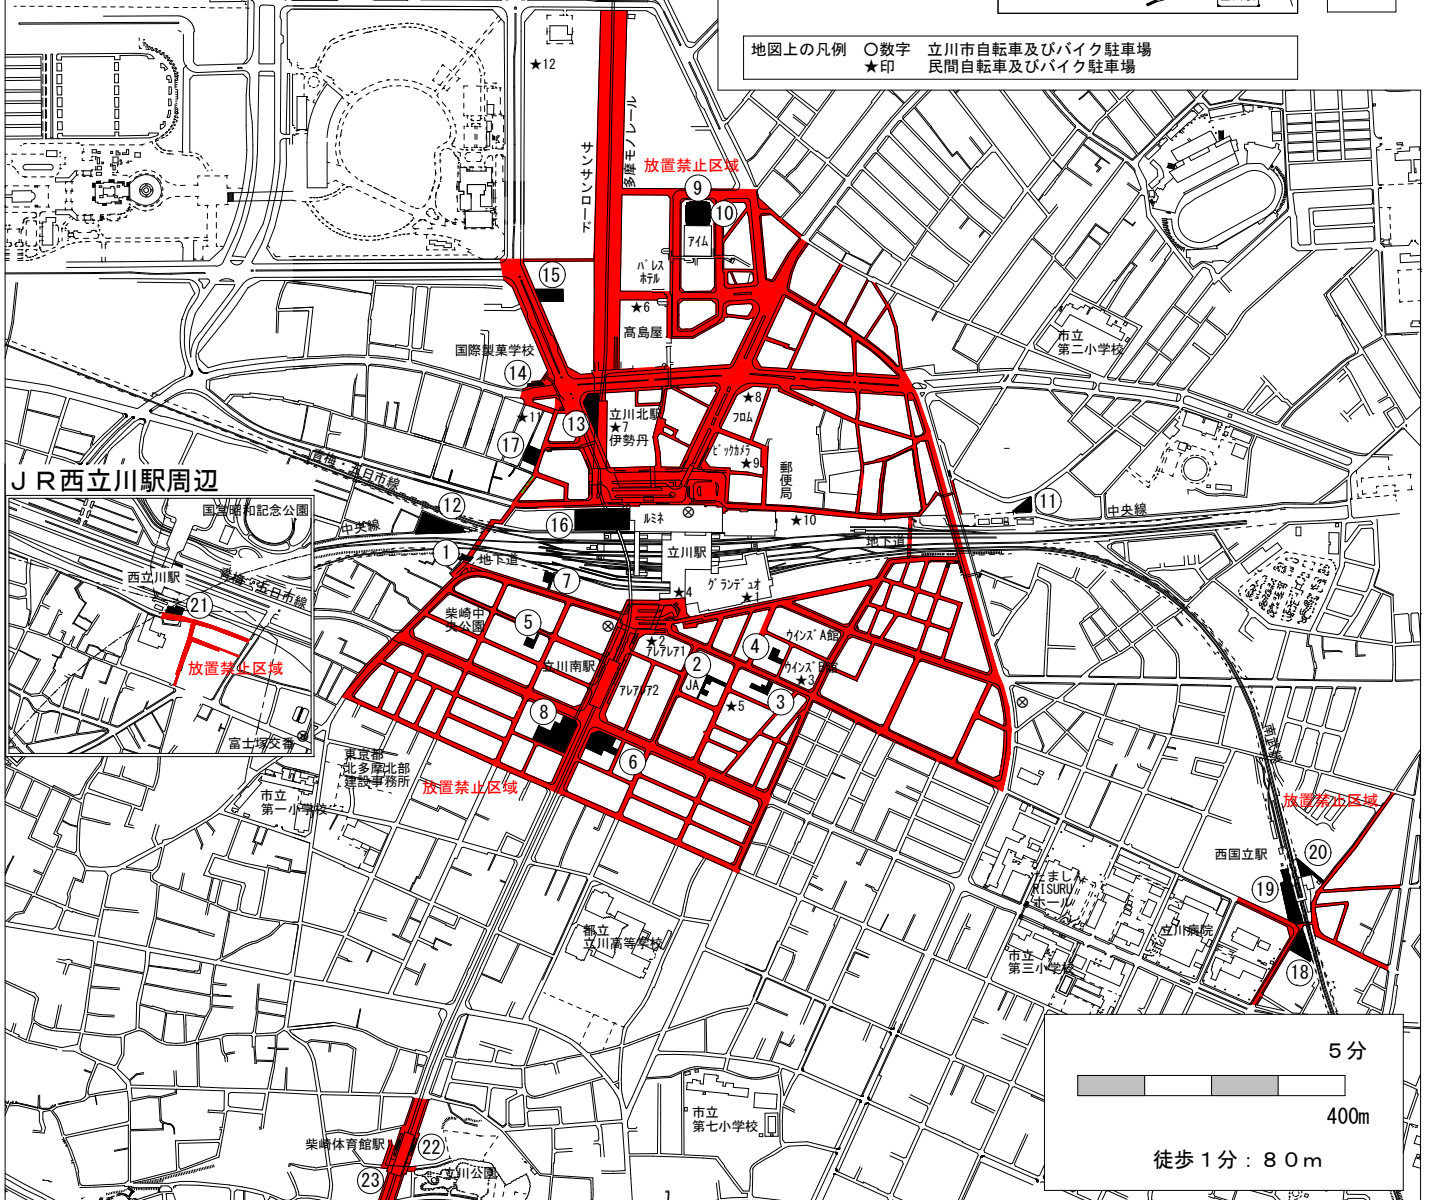 地図上の凡例 ○数字 立川市自転車及びバイク駐車場
★印 民間自転車及びバイク駐車場
★12
サンサンロード
多摩モノレール
放置禁止区域
9
10
アイム
パレス
ホテル
15
★6
高島屋
国際製菓学校
14
★11
13
17
立川北駅
★7
伊勢丹
★8
フロム
ビックカメラ
★9
郵便局
市立
第二小学校
青梅・五日市線
12
16
ルミネ
★10
11
中央線
中央線
1
地下道
7
立川駅
地下道
グランデュオ
★1
★4
柴崎中
央公園
5
立川南駅
★2
アレアレア1
アレアレア2
2
JA
4
ウインズA館
ウインズB館
★3
3
★5
8
6
JR西立川駅周辺
国営昭和記念公園
西立川駅
青梅・五日市線
21
放置禁止区域
富士塚交番
東京都
北多摩北部
建設事務所
市立
第一小学校
放置禁止区域
南武線
放置禁止区域
西国立駅
20
19
18
たましん
RISURU
ホール
立川病院
市立
第三小学校
都立
立川高等学校
市立
第七小学校
柴崎体育館駅
22
23
立川公園
5分
400m
徒歩1分:80m